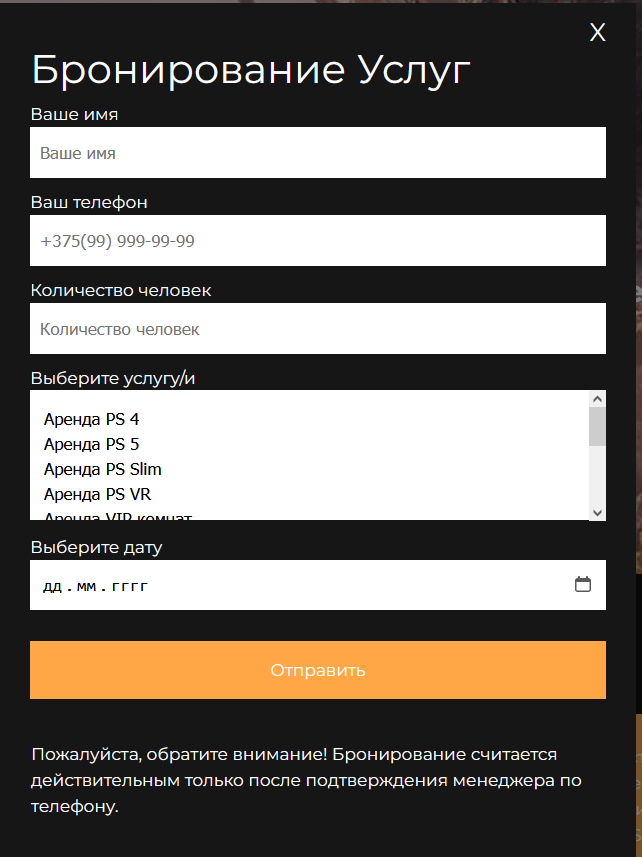 X
Бронирование Услуг
Ваше имя
Ваше имя
Ваш телефон
+375(99) 999-99-99
Количество человек
Количество человек
Выберите услугу/и
Аренда PS 4
Аренда PS 5
Аренда PS Slim
Аренда PS VR
Аренда VIP комнат
Выберите дату
дд.мм.гггг
Отправить
Пожалуйста, обратите внимание! Бронирование считается
действительным только после подтверждения менеджера по
телефону.